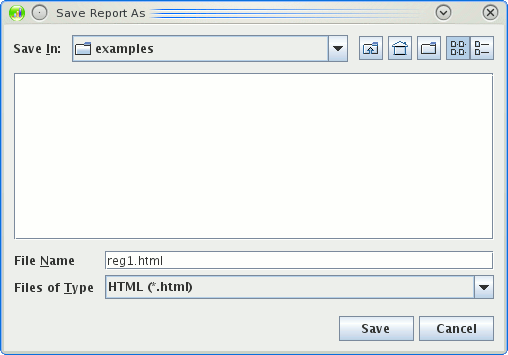 Save Report As
Save In: examples
File Name reg1.html
Files of Type HTML (*.html)
Save Cancel